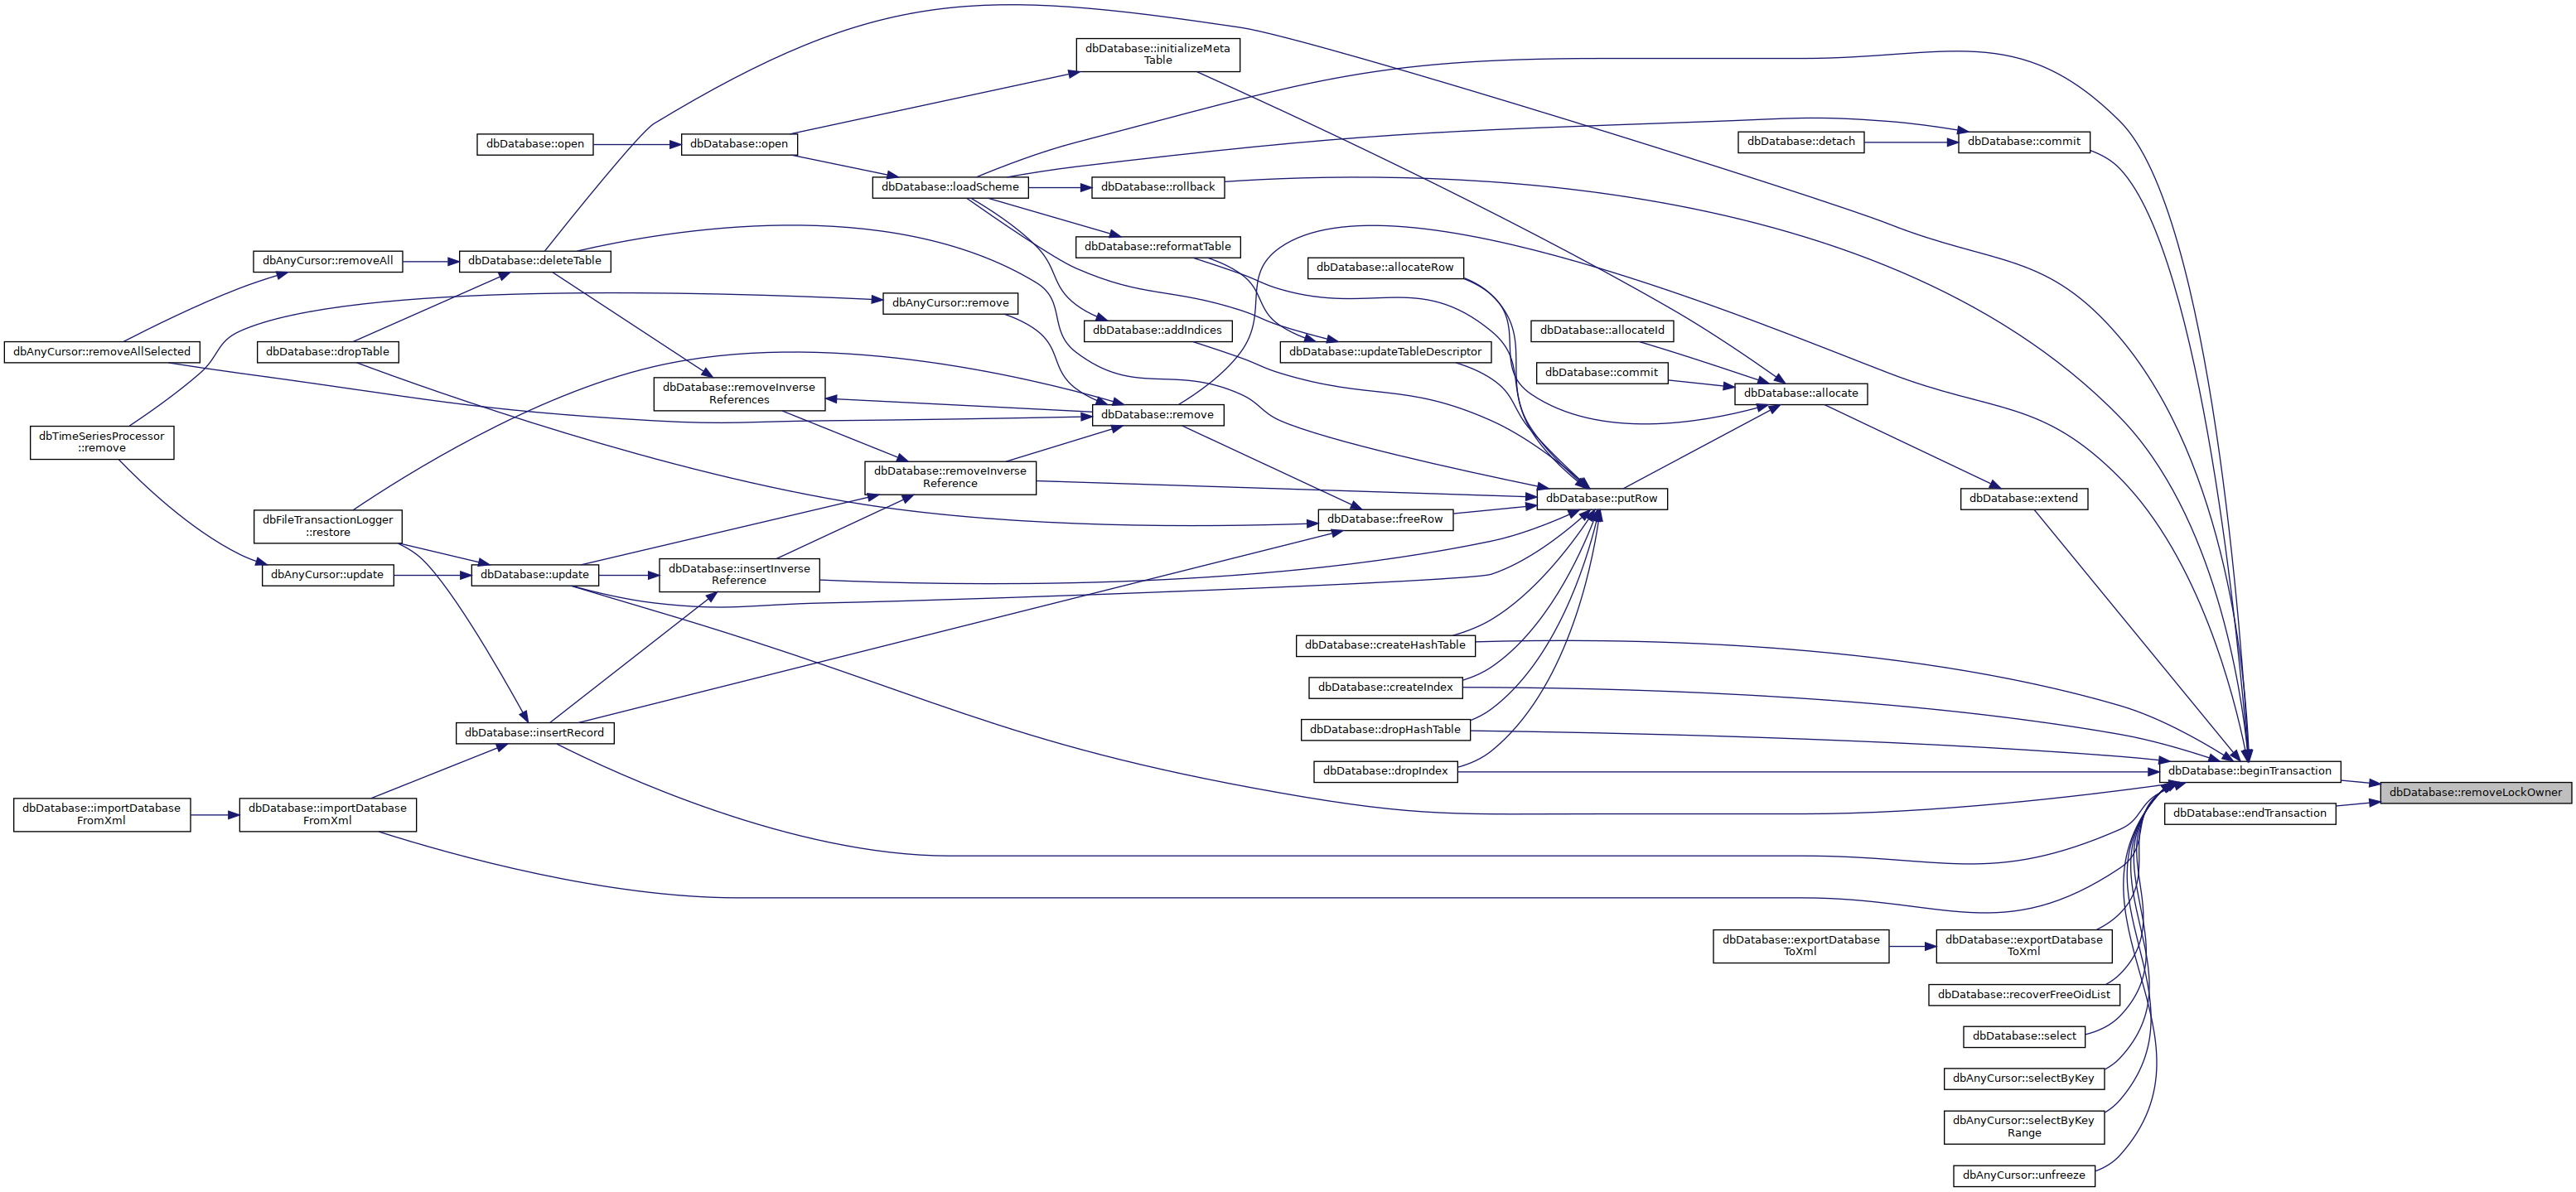 dbDatabase::initializeMeta
Table
dbDatabase::open
dbDatabase::open
dbDatabase::detach
dbDatabase::commit
dbDatabase::loadScheme
dbDatabase::rollback
dbDatabase::reformatTable
dbAnyCursor::removeAll
dbDatabase::deleteTable
dbDatabase::allocateRow
dbAnyCursor::remove
dbDatabase::addIndices
dbDatabase::allocateId
dbAnyCursor::removeAllSelected
dbDatabase::dropTable
dbDatabase::updateTableDescriptor
dbDatabase::commit
dbDatabase::removeInverse
References
dbDatabase::allocate
dbDatabase::remove
dbTimeSeriesProcessor
::remove
dbDatabase::removeInverse
Reference
dbDatabase::putRow
dbDatabase::extend
dbDatabase::freeRow
dbFileTransactionLogger
::restore
dbAnyCursor::update
dbDatabase::update
dbDatabase::insertInverse
Reference
dbDatabase::createHashTable
dbDatabase::createIndex
dbDatabase::insertRecord
dbDatabase::dropHashTable
dbDatabase::dropIndex
dbDatabase::beginTransaction
dbDatabase::removeLockOwner
dbDatabase::importDatabase
FromXml
dbDatabase::importDatabase
FromXml
dbDatabase::endTransaction
dbDatabase::exportDatabase
ToXml
dbDatabase::exportDatabase
ToXml
dbDatabase::recoverFreeOidList
dbDatabase::select
dbAnyCursor::selectByKey
dbAnyCursor::selectByKey
Range
dbAnyCursor::unfreeze